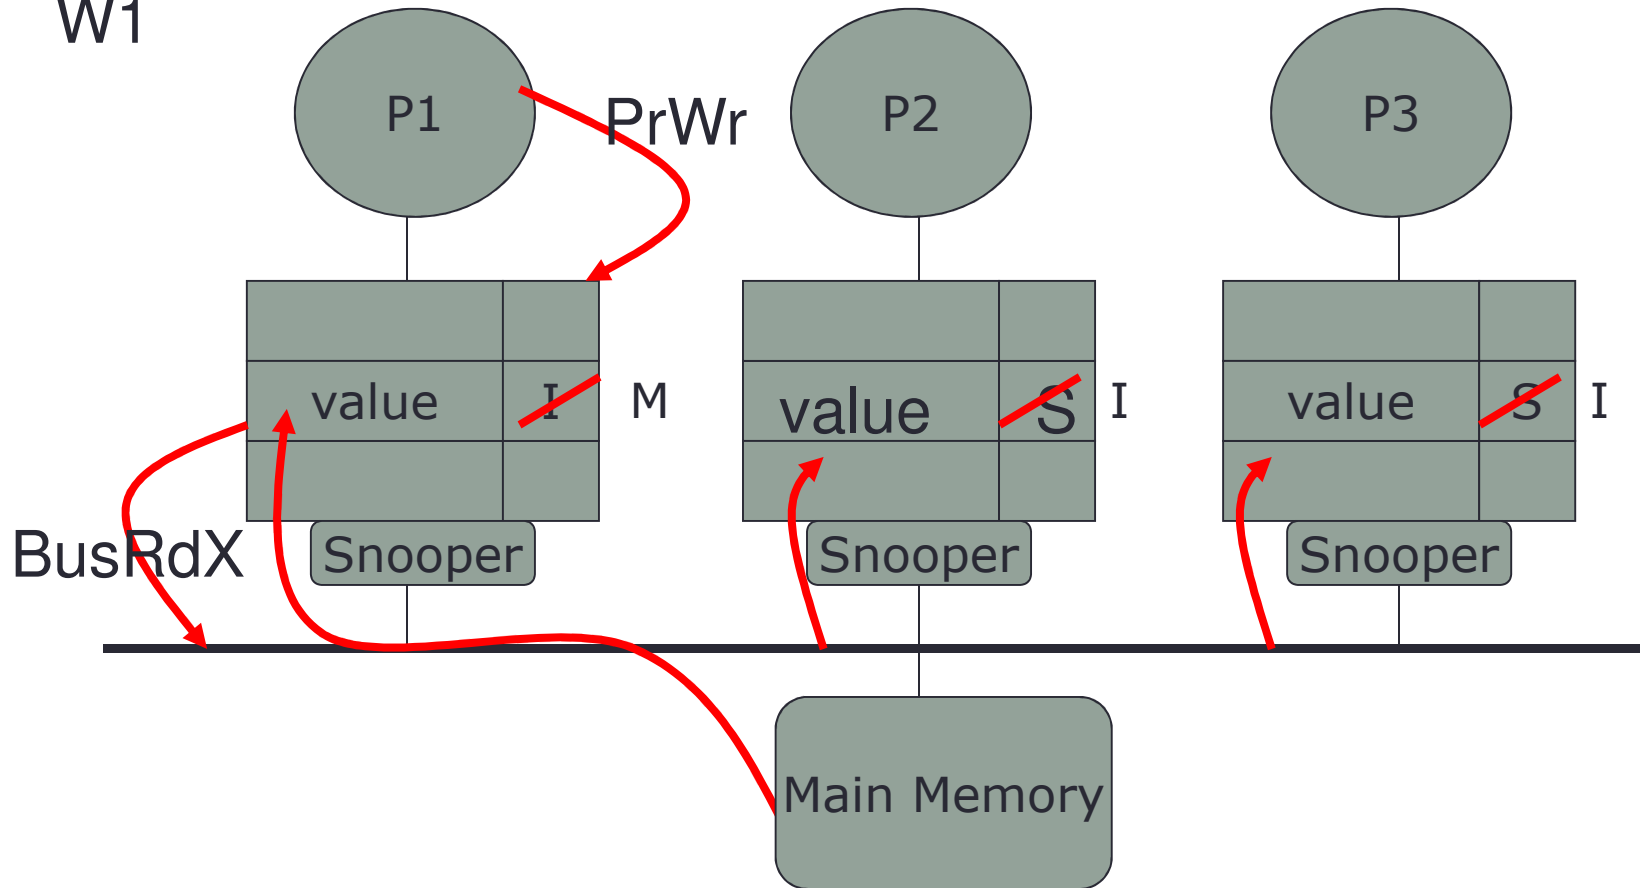 W1
P1
PrWr
P2
P3
value I M
value S I
value S I
BusRdX
Snooper
Snooper
Snooper
Main Memory